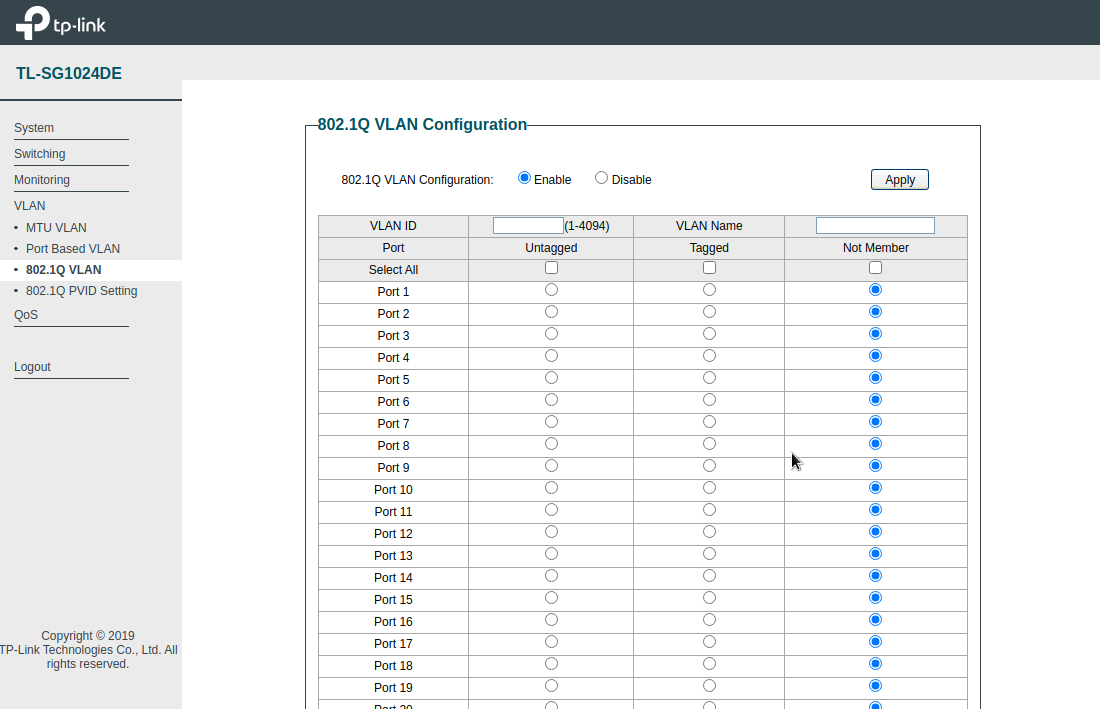 tp-link
TL-SG1024DE
System
Switching
Monitoring
VLAN
• MTU VLAN
• Port Based VLAN
• 802.1Q VLAN
• 802.1Q PVID Setting
QoS
Logout
Copyright © 2019
TP-Link Technologies Co., Ltd. All
rights reserved.
802.1Q VLAN Configuration
802.1Q VLAN Configuration: Enable Disable Apply
VLAN ID (1-4094) VLAN Name
Port Untagged Tagged Not Member
Select All
Port 1
Port 2
Port 3
Port 4
Port 5
Port 6
Port 7
Port 8
Port 9
Port 10
Port 11
Port 12
Port 13
Port 14
Port 15
Port 16
Port 17
Port 18
Port 19
Port 20